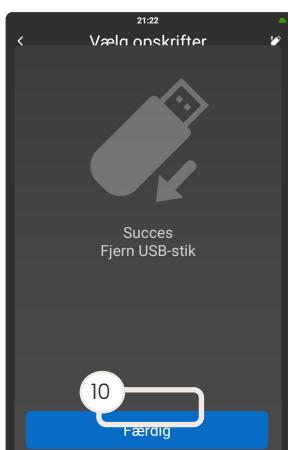 21:22
Vælg opskrifter
Succes
Fjern USB-stik
10
Færdig